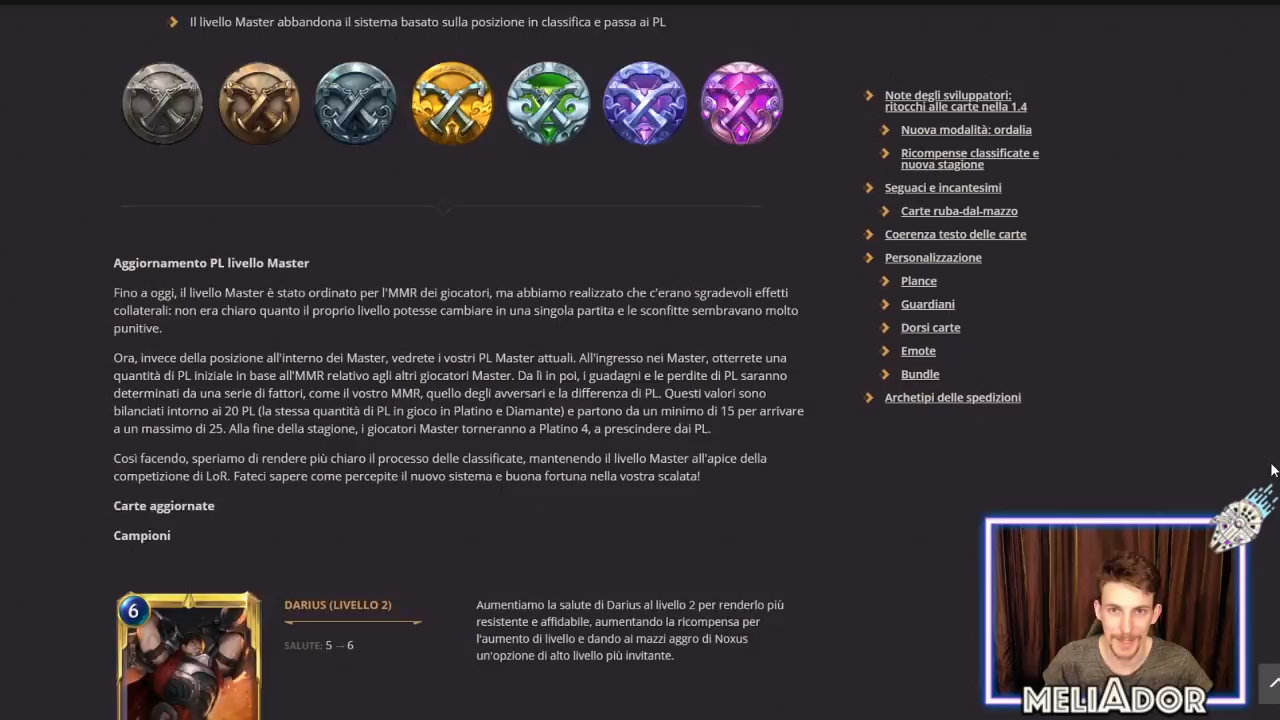 Il livello Master abbandona il sistema basato sulla posizione in classifica e passa ai PL
Aggiornamento PL livello Master
Fino a oggi, il livello Master è stato ordinato per l'MMR dei giocatori, ma abbiamo realizzato che c'erano sgradevoli effetti
collaterali: non era chiaro quanto il proprio livello potesse cambiare in una singola partita e le sconfitte sembravano molto
punitive.
Ora, invece della posizione all'interno dei Master, vedrete i vostri PL Master attuali. All'ingresso nei Master, otterrete una
quantità di PL iniziale in base all'MMR relativo agli altri giocatori Master. Da lì in poi, i guadagni e le perdite di PL saranno
determinati da una serie di fattori, come il vostro MMR, quello degli avversari e la differenza di PL. Questi valori sono
bilanciati intorno ai 20 PL (la stessa quantità di PL in gioco in Platino e Diamante) e partono da un minimo di 15 per arrivare
a un massimo di 25. Alla fine della stagione, i giocatori Master torneranno a Platino 4, a prescindere dai PL.
Così facendo, speriamo di rendere più chiaro il processo delle classificate, mantenendo il livello Master all'apice della
competizione di LoR. Fateci sapere come percepite il nuovo sistema e buona fortuna nella vostra scalata!
Carte aggiornate
Campioni
6
DARIUS (LIVELLO 2)
SALUTE: 5 → 6
Aumentiamo la salute di Darius al livello 2 per renderlo più
resistente e affidabile, aumentando la ricompensa per
l'aumento di livello e dando ai mazzi aggro di Noxus
un'opzione di alto livello più invitante.
Note degli sviluppatori:
ritocchi alle carte nella 1.4
Nuova modalità: ordalia
Ricompense classificate e
nuova stagione
Seguaci e incantesimi
Carte ruba-dal-mazzo
Coerenza testo delle carte
Personalizzazione
Plance
Guardiani
Dorsi carte
Emote
Bundle
Archetipi delle spedizioni
MELIADOR